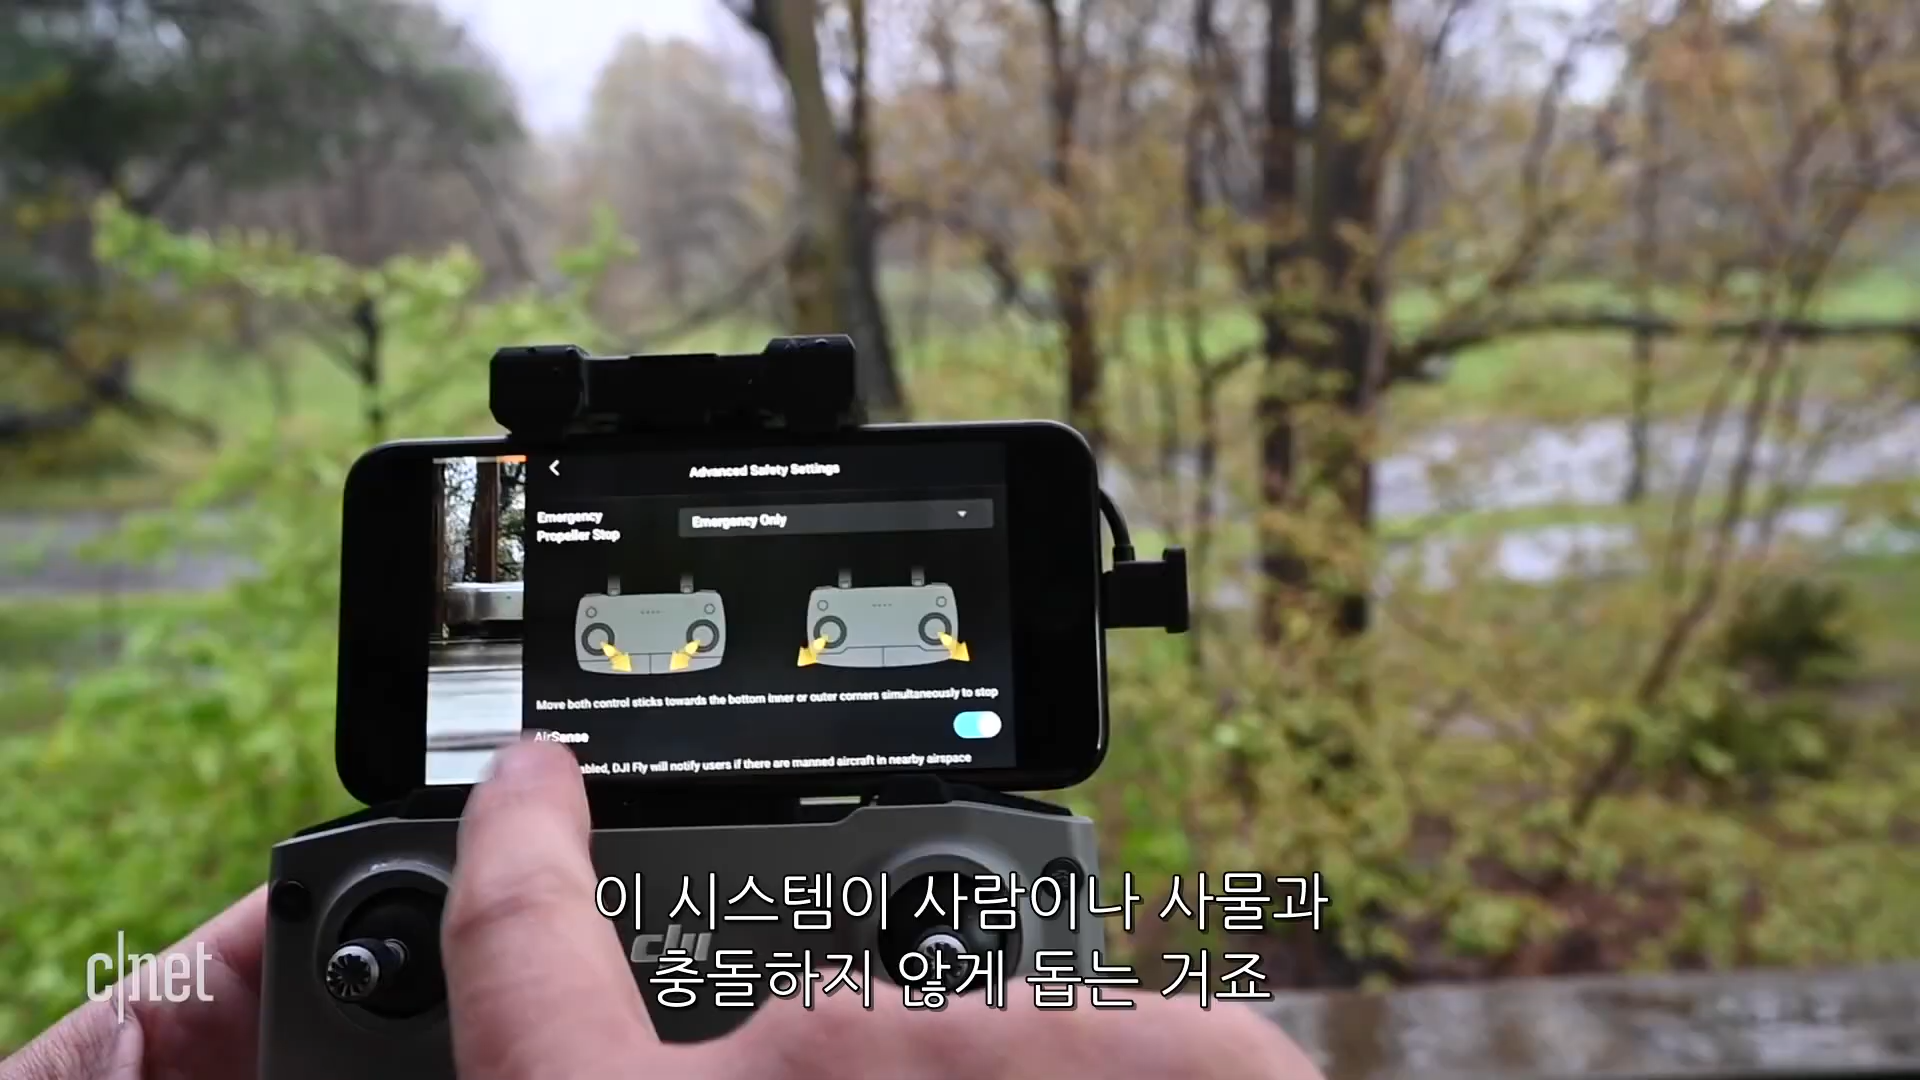 Advanced Safety Settings
Emergency
Propeller Stop
Emergency Only
Move both control sticks towards the bottom inner or outer corners simultaneously to stop
AirSense
abled, DJI Fly will notify users if there are manned aircraft in nearby airspace
dji
이 시스템이 사람이나 사물과
충돌하지 않게 돕는 거죠
c|net